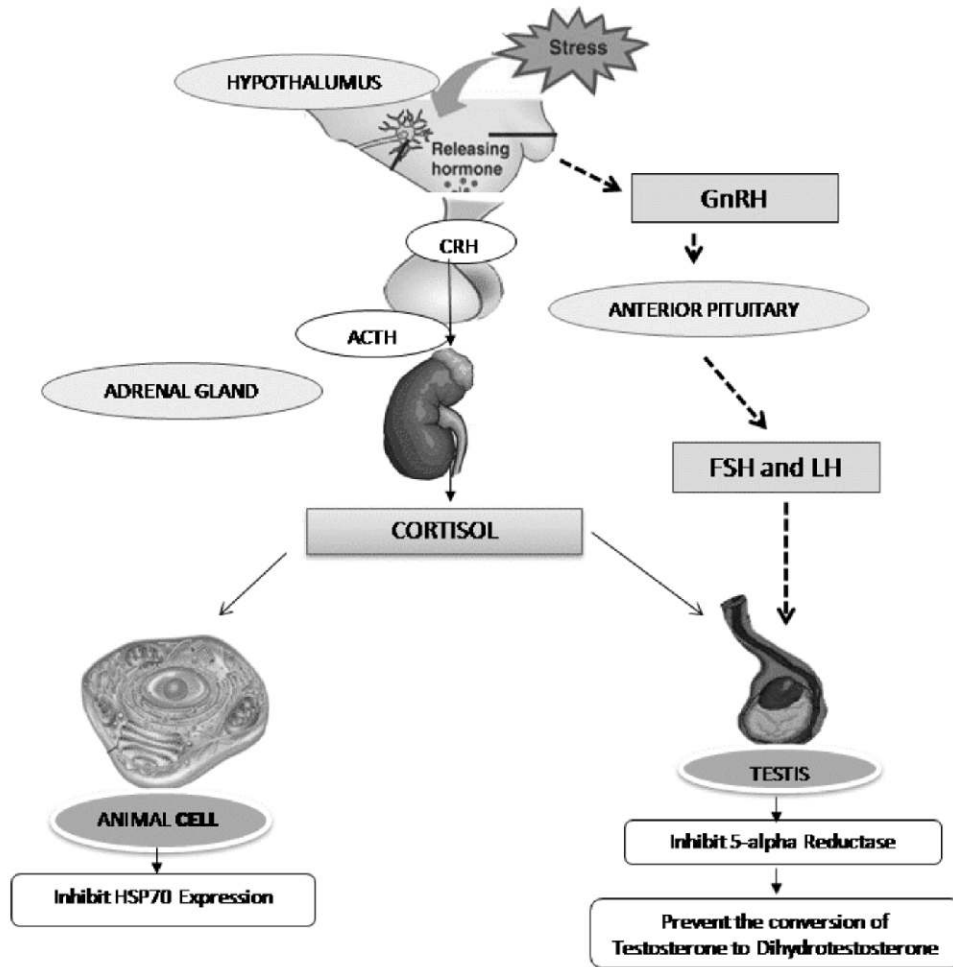 Stress
HYPOTHALUMUS
Releasing
hormone
GnRH
CRH
ANTERIOR PITUITARY
ACTH
ADRENAL GLAND
FSH and LH
CORTISOL
TESTIS
ANIMAL CELL
Inhibit 5-alpha Reductase
Inhibit HSP70 Expression
Prevent the conversion of
Testosterone to Dihydrotestosterone